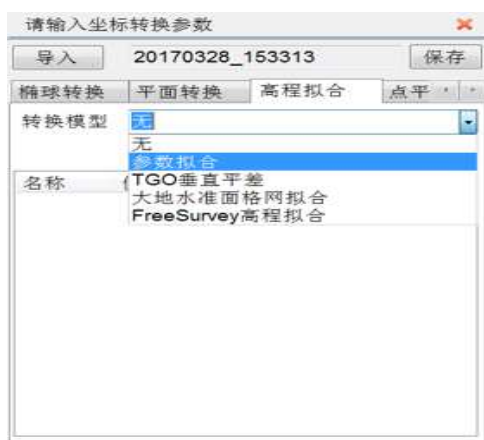 请输入坐标转换参数
导入 20170328_153313 保存
椭球转换 平面转换 高程拟合 点平
转换模型 无
无
参数拟合
名称 TGO垂直平差
大地水准面格网拟合
FreeSurvey高程拟合